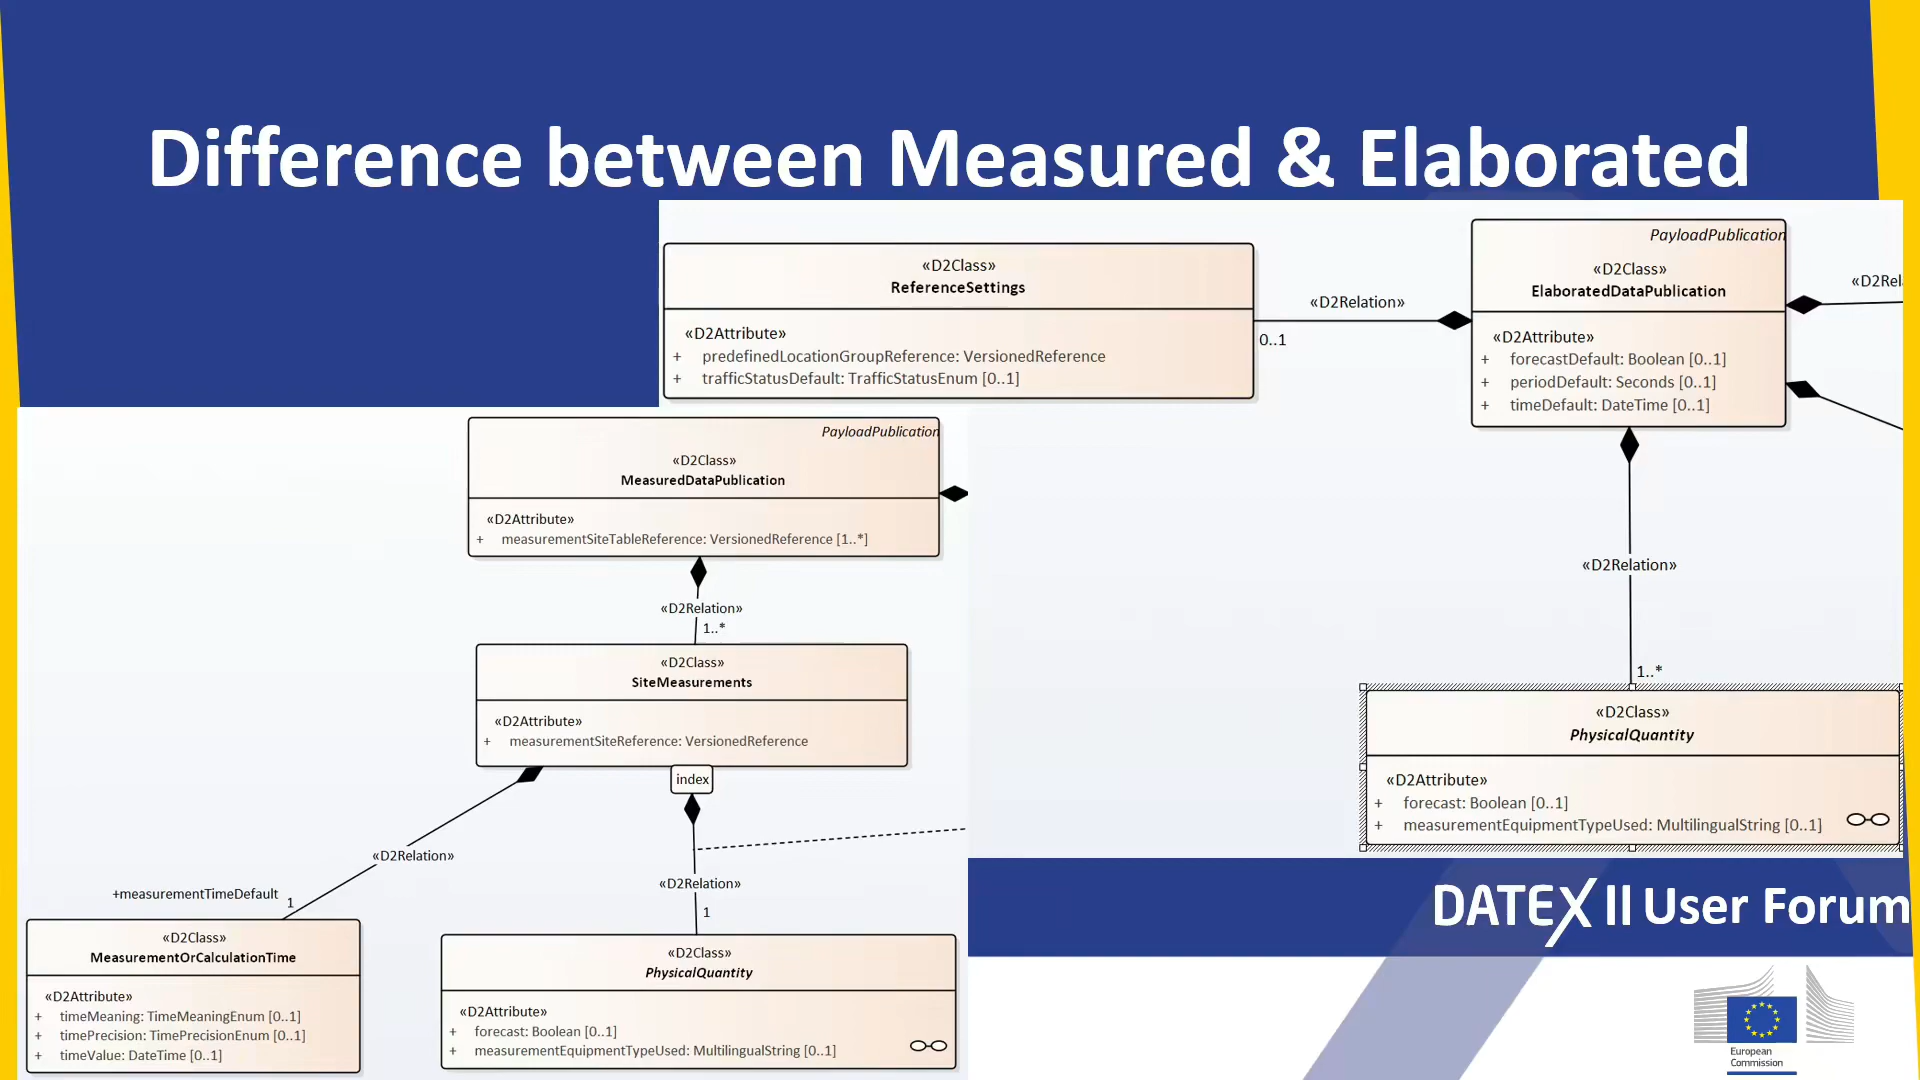 Difference between Measured & Elaborated
«D2Class»
ReferenceSettings
«D2Attribute»
+ predefinedLocationGroupReference: VersionedReference
+ trafficStatusDefault: TrafficStatusEnum [0..1]
«D2Relation»
0..1
PayloadPublication
«D2Class»
ElaboratedDataPublication
«D2Attribute»
+ forecastDefault: Boolean [0..1]
+ periodDefault: Seconds [0..1]
+ timeDefault: DateTime [0..1]
«D2Rel
«D2Relation»
1..*
«D2Class»
PhysicalQuantity
«D2Attribute»
+ forecast: Boolean [0..1]
+ measurementEquipmentTypeUsed: MultilingualString [0..1]
PayloadPublication
«D2Class»
MeasuredDataPublication
«D2Attribute»
+ measurementSiteTableReference: VersionedReference [1..*]
«D2Relation»
1..*
«D2Class»
SiteMeasurements
«D2Attribute»
+ measurementSiteReference: VersionedReference
index
«D2Relation»
+measurementTimeDefault
1
«D2Relation»
1
«D2Class»
MeasurementOrCalculationTime
«D2Attribute»
+ timeMeaning: TimeMeaningEnum [0..1]
+ timePrecision: TimePrecisionEnum [0..1]
+ timeValue: DateTime [0..1]
«D2Class»
PhysicalQuantity
«D2Attribute»
+ forecast: Boolean [0..1]
+ measurementEquipmentTypeUsed: MultilingualString [0..1]
DATEX II User Forum
European
Commission